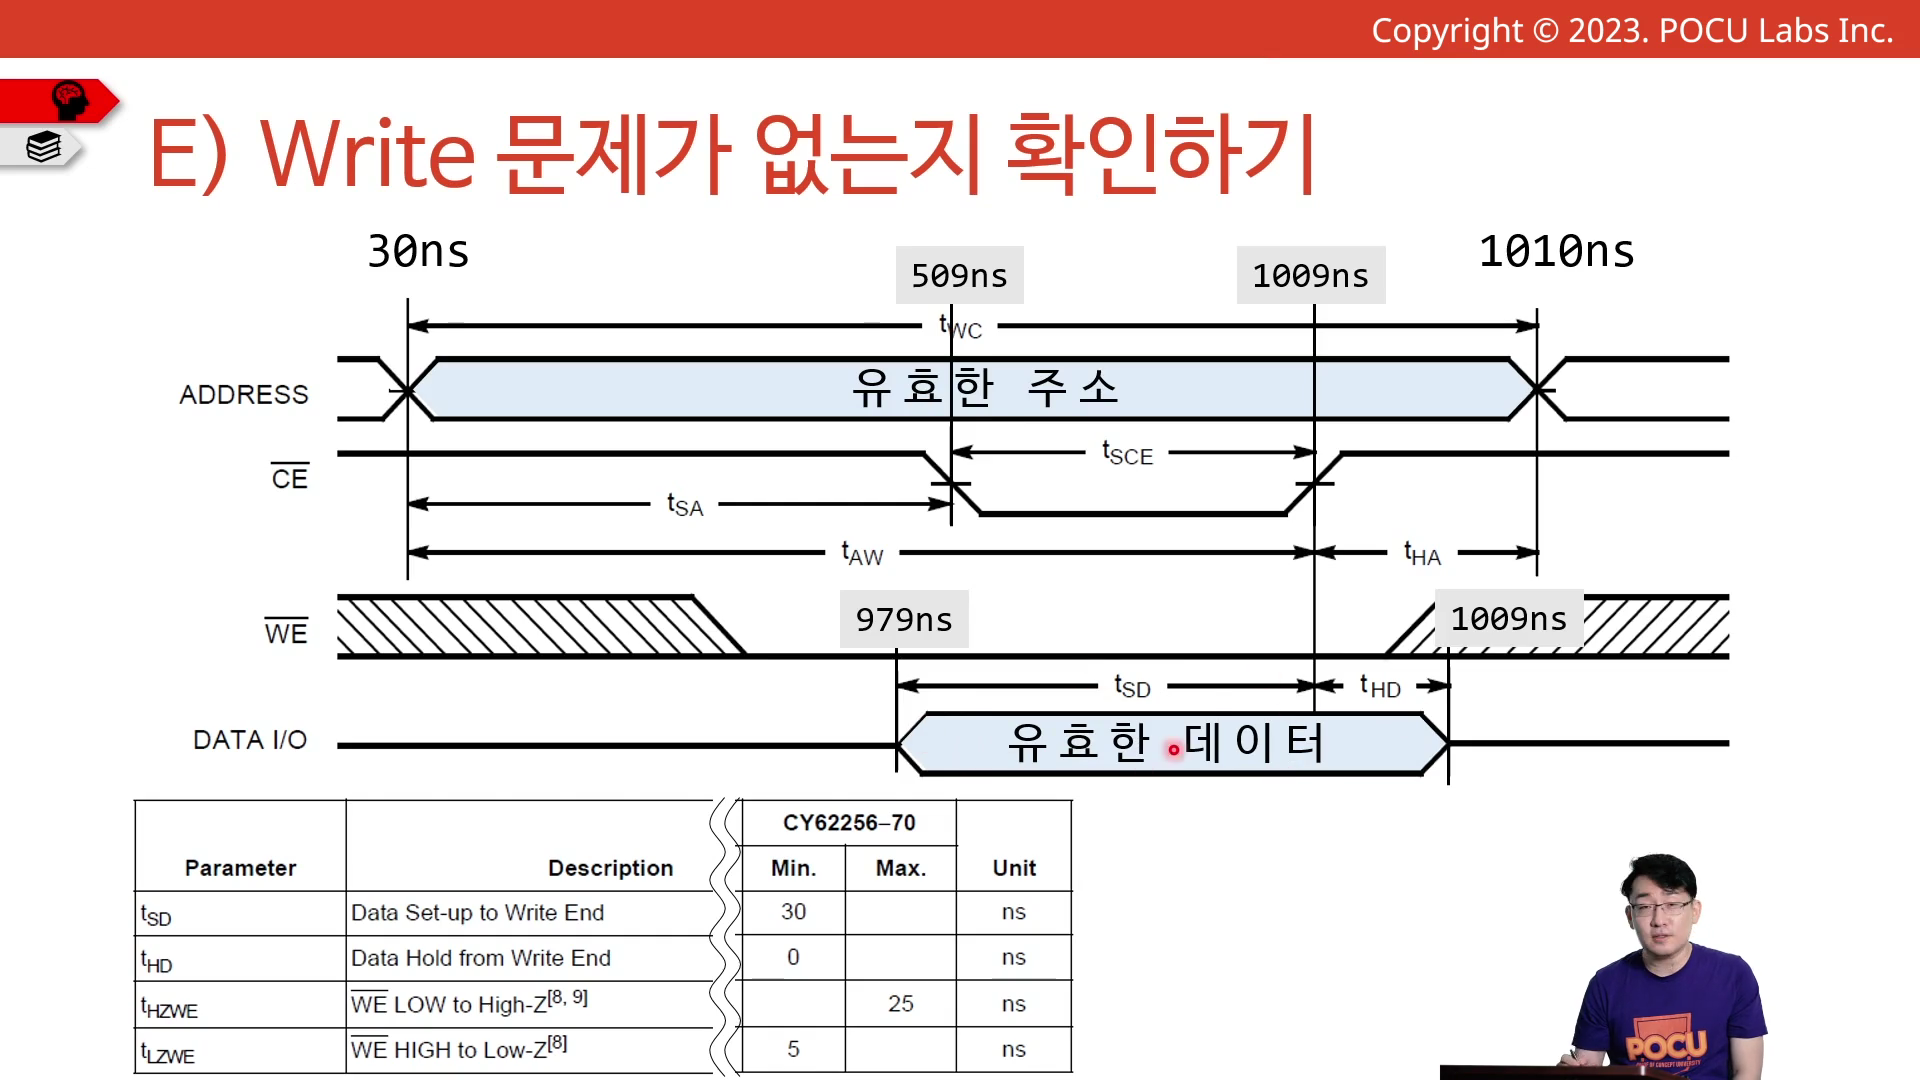 Copyright © 2023. POCU Labs Inc.
E) Write 문제가 없는지 확인하기
30ns
509ns
1009ns
1010ns
tWC
ADDRESS
유효한 주소
CE
tSCE
tSA
tAW
tHA
WE
979ns
1009ns
tSD
tHD
DATA I/O
유효한 데이터
CY62256–70
Parameter Description Min. Max. Unit
tSD Data Set-up to Write End 30 ns
tHD Data Hold from Write End 0 ns
tHZWE WE LOW to High-Z[8, 9] 25 ns
tLZWE WE HIGH to Low-Z[8] 5 ns
POCU